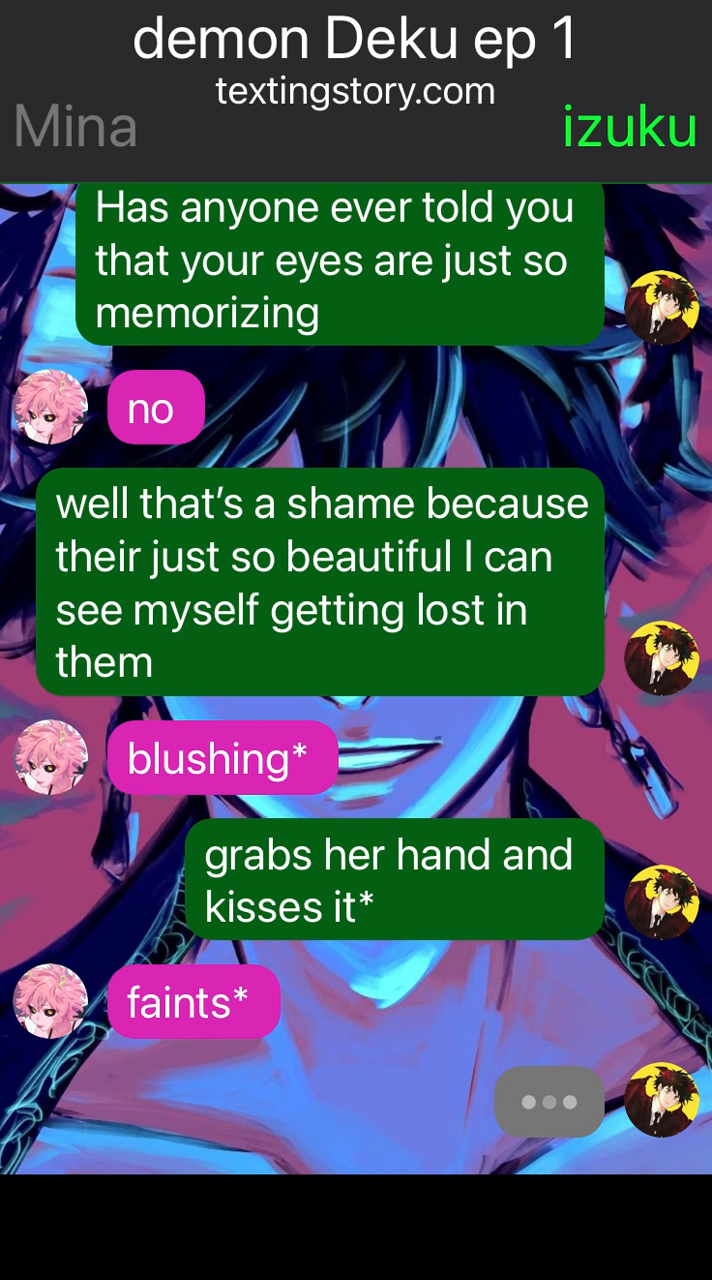 demon Deku ep 1
textingstory.com
Mina
izuku
Has anyone ever told you
that your eyes are just so
memorizing
no
well that’s a shame because
their just so beautiful I can
see myself getting lost in
them
blushing*
grabs her hand and
kisses it*
faints*